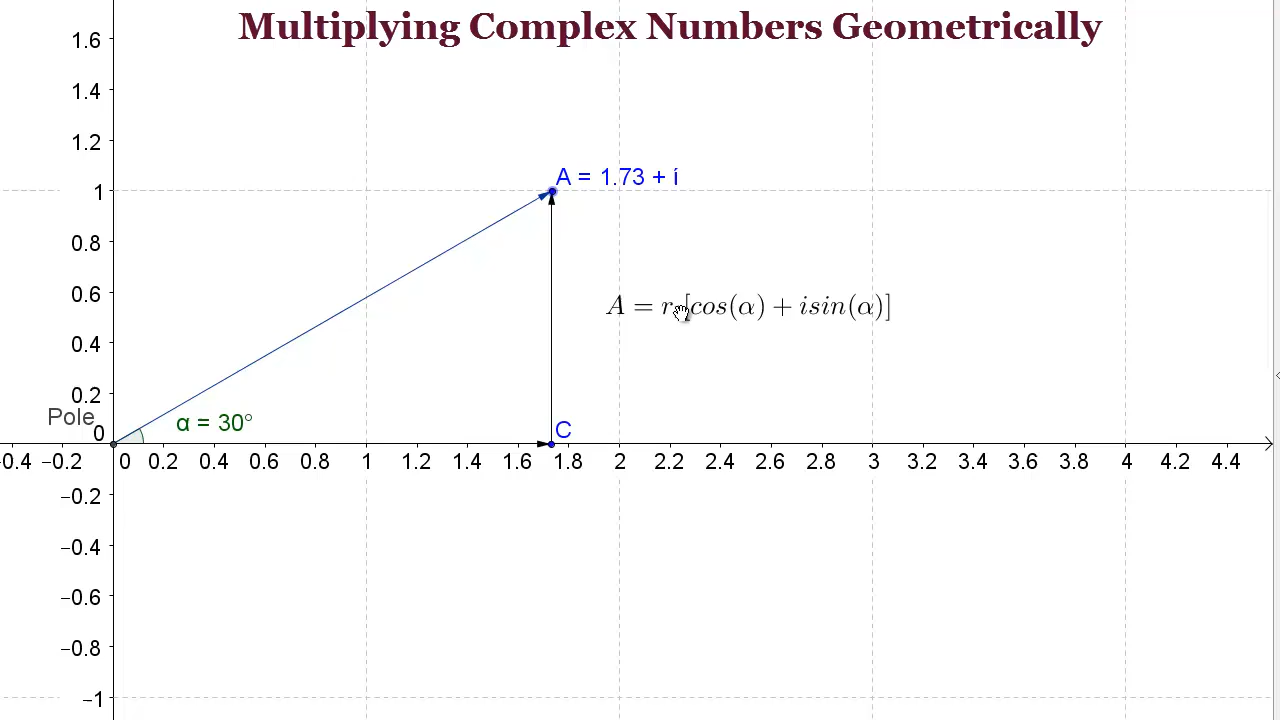 Multiplying Complex Numbers Geometrically
1.6
1.4
1.2
1
A = 1.73 + í
0.8
0.6
A = r [cos(α) + isin(α)]
0.4
0.2
Pole
α = 30°
C
0
−0.4 −0.2 0 0.2 0.4 0.6 0.8 1 1.2 1.4 1.6 1.8 2 2.2 2.4 2.6 2.8 3 3.2 3.4 3.6 3.8 4 4.2 4.4
−0.2
−0.4
−0.6
−0.8
−1